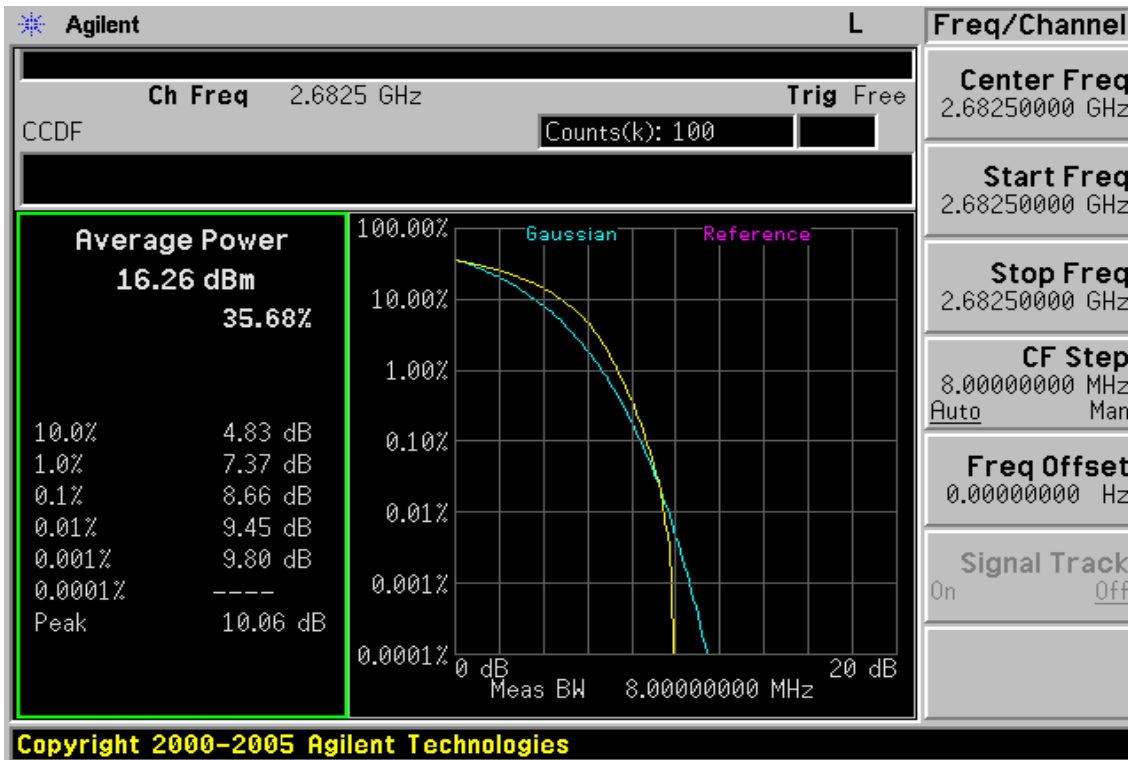 Agilent L Freq/Channel
Ch Freq 2.6825 GHz Trig Free
CCDF Counts(k): 100
Center Freq
2.68250000 GHz
Start Freq
2.68250000 GHz
Stop Freq
2.68250000 GHz
CF Step
8.00000000 MHz
Auto Man
Freq Offset
0.00000000 Hz
Signal Track
On Off
Average Power
16.26 dBm
35.68%
10.0% 4.83 dB
1.0% 7.37 dB
0.1% 8.66 dB
0.01% 9.45 dB
0.001% 9.80 dB
0.0001% ----
Peak 10.06 dB
Gaussian Reference
100.00%
10.00%
1.00%
0.10%
0.01%
0.001%
0.0001%
0 dB 20 dB
Meas BW 8.00000000 MHz
Copyright 2000-2005 Agilent Technologies